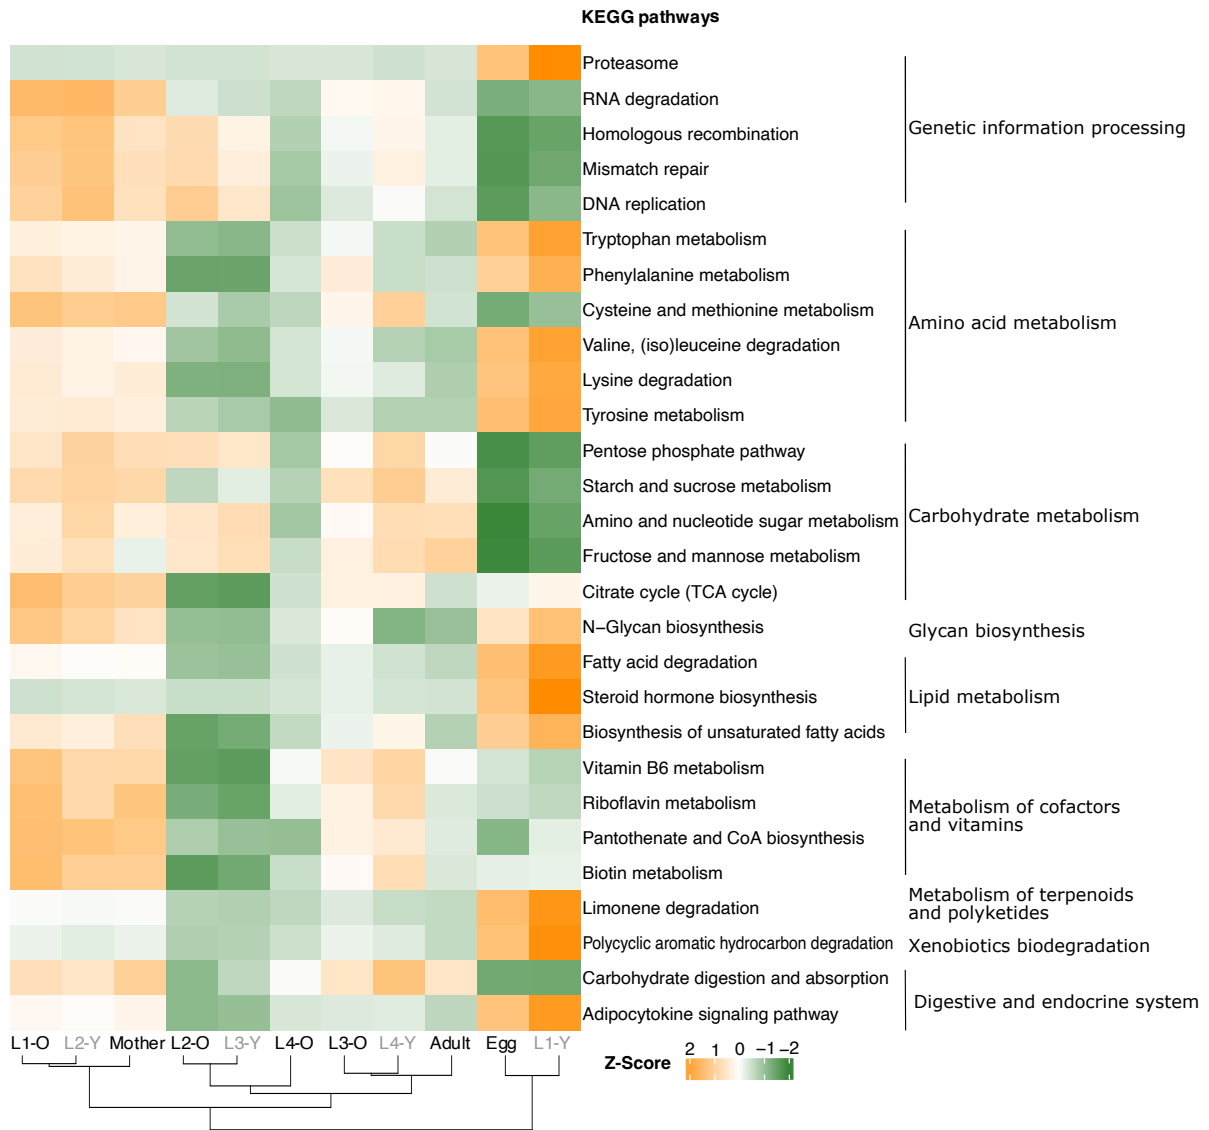 KEGG pathways
Proteasome
RNA degradation
Homologous recombination
Mismatch repair
DNA replication
Genetic information processing
Tryptophan metabolism
Phenylalanine metabolism
Cysteine and methionine metabolism
Valine, (iso)leuceine degradation
Lysine degradation
Tyrosine metabolism
Amino acid metabolism
Pentose phosphate pathway
Starch and sucrose metabolism
Amino and nucleotide sugar metabolism
Fructose and mannose metabolism
Citrate cycle (TCA cycle)
Carbohydrate metabolism
N−Glycan biosynthesis
Glycan biosynthesis
Fatty acid degradation
Steroid hormone biosynthesis
Biosynthesis of unsaturated fatty acids
Lipid metabolism
Vitamin B6 metabolism
Riboflavin metabolism
Pantothenate and CoA biosynthesis
Biotin metabolism
Metabolism of cofactors
and vitamins
Limonene degradation
Metabolism of terpenoids
and polyketides
Polycyclic aromatic hydrocarbon degradation
Xenobiotics biodegradation
Carbohydrate digestion and absorption
Adipocytokine signaling pathway
Digestive and endocrine system
L1-O L2-Y Mother L2-O L3-Y L4-O L3-O L4-Y Adult Egg L1-Y
Z-Score
2 1 0 −1 −2